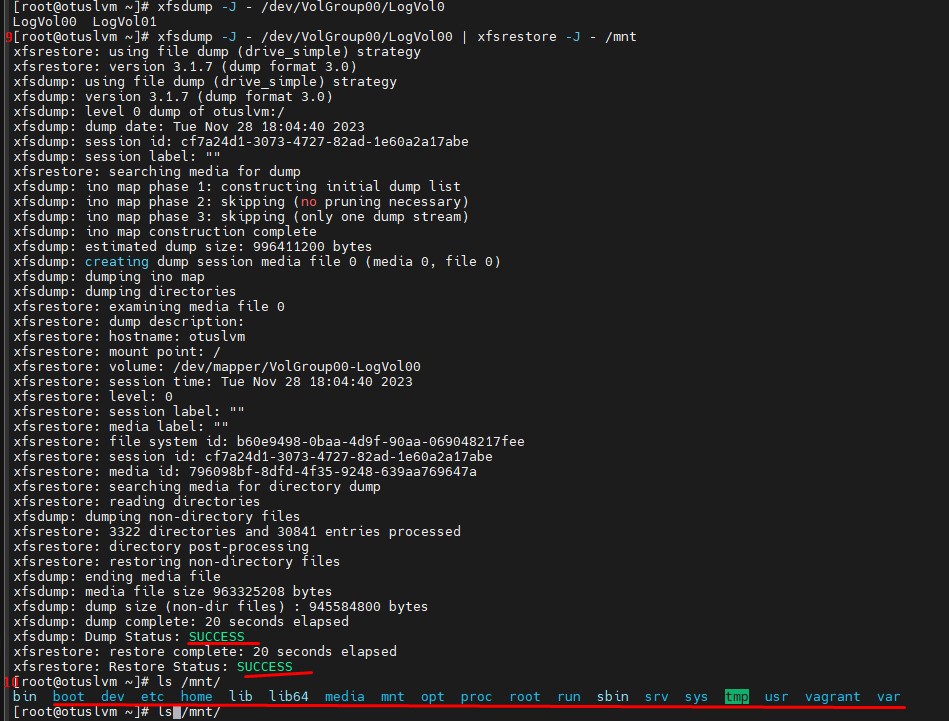 [root@otuslvm ~]# xfsdump -J - /dev/VolGroup00/LogVol0
LogVol00  LogVol01
9[root@otuslvm ~]# xfsdump -J - /dev/VolGroup00/LogVol00 | xfsrestore -J - /mnt
xfsrestore: using file dump (drive_simple) strategy
xfsrestore: version 3.1.7 (dump format 3.0)
xfsdump: using file dump (drive_simple) strategy
xfsdump: version 3.1.7 (dump format 3.0)
xfsdump: level 0 dump of otuslvm:/
xfsdump: dump date: Tue Nov 28 18:04:40 2023
xfsdump: session id: cf7a24d1-3073-4727-82ad-1e60a2a17abe
xfsdump: session label: ""
xfsrestore: searching media for dump
xfsdump: ino map phase 1: constructing initial dump list
xfsdump: ino map phase 2: skipping (no pruning necessary)
xfsdump: ino map phase 3: skipping (only one dump stream)
xfsdump: ino map construction complete
xfsdump: estimated dump size: 996411200 bytes
xfsdump: creating dump session media file 0 (media 0, file 0)
xfsdump: dumping ino map
xfsdump: dumping directories
xfsrestore: examining media file 0
xfsrestore: dump description:
xfsrestore: hostname: otuslvm
xfsrestore: mount point: /
xfsrestore: volume: /dev/mapper/VolGroup00-LogVol00
xfsrestore: session time: Tue Nov 28 18:04:40 2023
xfsrestore: level: 0
xfsrestore: session label: ""
xfsrestore: media label: ""
xfsrestore: file system id: b60e9498-0baa-4d9f-90aa-069048217fee
xfsrestore: session id: cf7a24d1-3073-4727-82ad-1e60a2a17abe
xfsrestore: media id: 796098bf-8dfd-4f35-9248-639aa769647a
xfsrestore: searching media for directory dump
xfsrestore: reading directories
xfsdump: dumping non-directory files
xfsrestore: 3322 directories and 30841 entries processed
xfsrestore: directory post-processing
xfsrestore: restoring non-directory files
xfsdump: ending media file
xfsdump: media file size 963325208 bytes
xfsdump: dump size (non-dir files) : 945584800 bytes
xfsdump: dump complete: 20 seconds elapsed
xfsdump: Dump Status: SUCCESS
xfsrestore: restore complete: 20 seconds elapsed
xfsrestore: Restore Status: SUCCESS
10[root@otuslvm ~]# ls /mnt/
bin  boot  dev  etc  home  lib  lib64  media  mnt  opt  proc  root  run  sbin  srv  sys  tmp  usr  vagrant  var
[root@otuslvm ~]# ls /mnt/